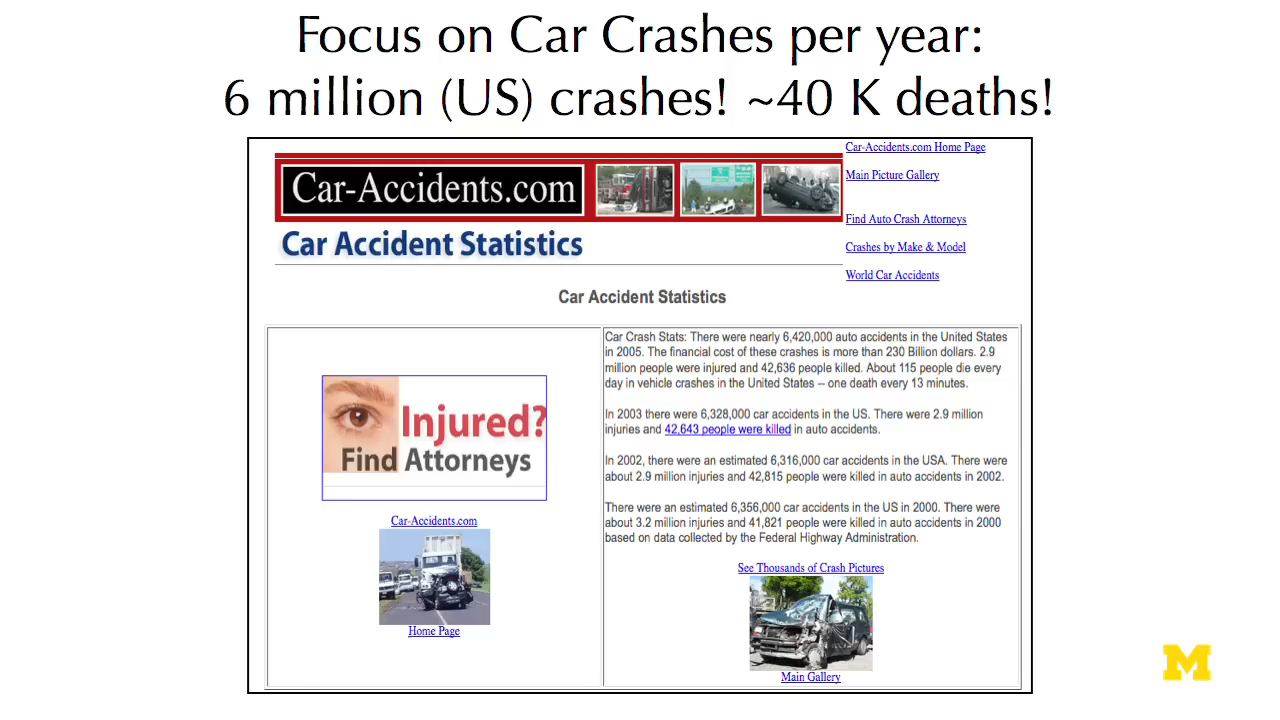 Focus on Car Crashes per year:
6 million (US) crashes! ~40 K deaths!
Car-Accidents.com
Car Accident Statistics
Car-Accidents.com Home Page
Main Picture Gallery
Find Auto Crash Attorneys
Crashes by Make & Model
World Car Accidents
Car Accident Statistics
Injured?
Find Attorneys
Car-Accidents.com
Home Page
Car Crash Stats: There were nearly 6,420,000 auto accidents in the United States
in 2005. The financial cost of these crashes is more than 230 Billion dollars. 2.9
million people were injured and 42,636 people killed. About 115 people die every
day in vehicle crashes in the United States -- one death every 13 minutes.
In 2003 there were 6,328,000 car accidents in the US. There were 2.9 million
injuries and 42,643 people were killed in auto accidents.
In 2002, there were an estimated 6,316,000 car accidents in the USA. There were
about 2.9 million injuries and 42,815 people were killed in auto accidents in 2002.
There were an estimated 6,356,000 car accidents in the US in 2000. There were
about 3.2 million injuries and 41,821 people were killed in auto accidents in 2000
based on data collected by the Federal Highway Administration.
See Thousands of Crash Pictures
Main Gallery
M